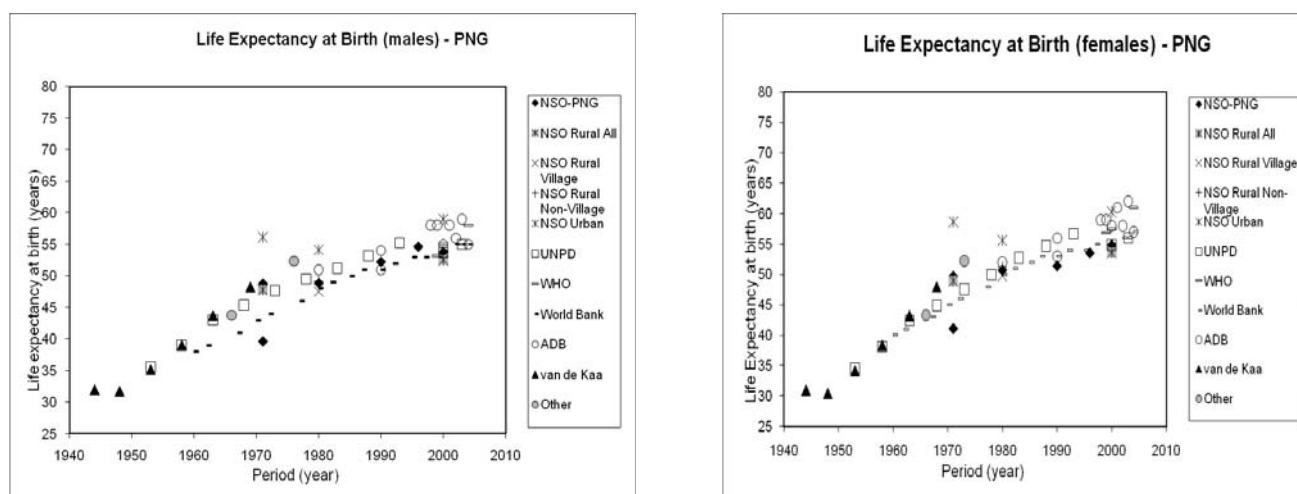 Life Expectancy at Birth (males) - PNG
Life expectancy at birth (years)
80
75
70
65
60
55
50
45
40
35
30
25
1940 1950 1960 1970 1980 1990 2000 2010
Period (year)
NSO-PNG
NSO Rural All
NSO Rural
Village
NSO Rural
Non-Village
NSO Urban
UNPD
WHO
World Bank
ADB
van de Kaa
Other
Life Expectancy at Birth (females) - PNG
Life Expectancy at birth (years)
80
75
70
65
60
55
50
45
40
35
30
25
1940 1950 1960 1970 1980 1990 2000 2010
Period (year)
NSO-PNG
NSO Rural All
NSO Rural Village
NSO Rural Non-
Village
NSO Urban
UNPD
WHO
World Bank
ADB
van de Kaa
Other